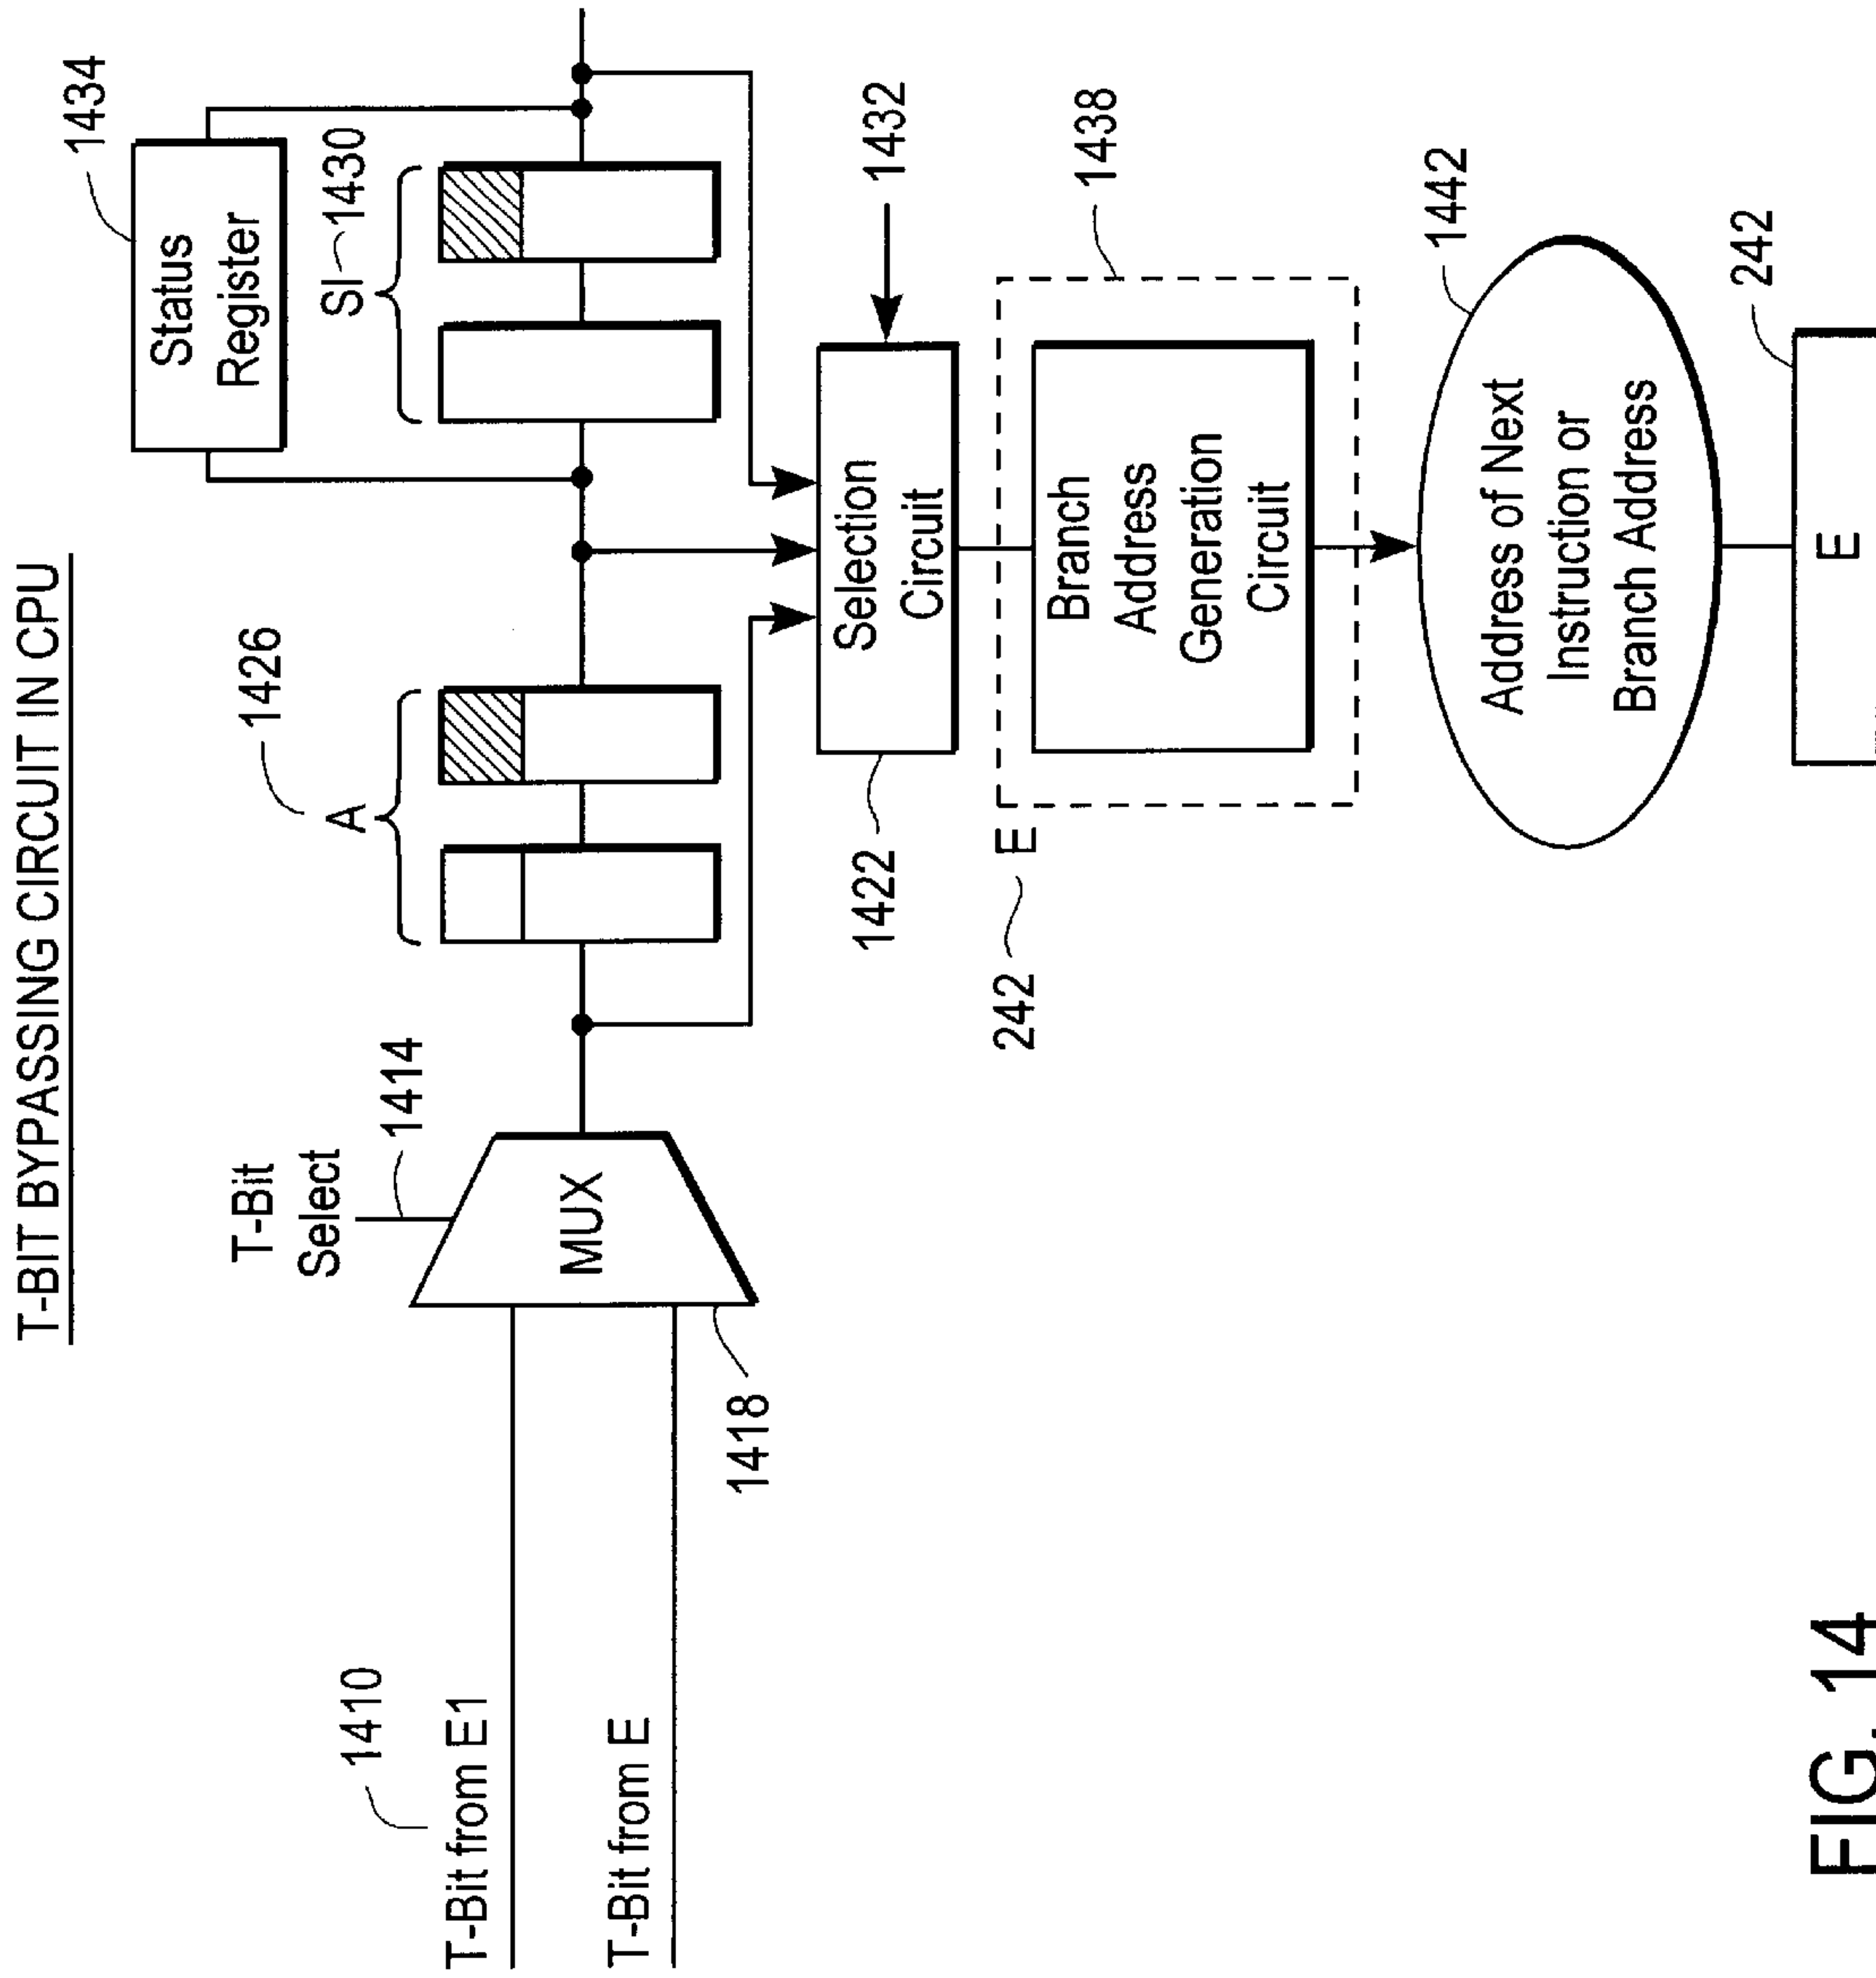 T-BIT BYPASSING CIRCUIT IN CPU
1434
Status
Register
SI
1430
1426
A
T-Bit
Select
1414
1410
T-Bit from E1
T-Bit from E
MUX
1418
1432
Selection
Circuit
1422
1438
242
E
Branch
Address
Generation
Circuit
1442
Address of Next
Instruction or
Branch Address
242
E
FIG. 14